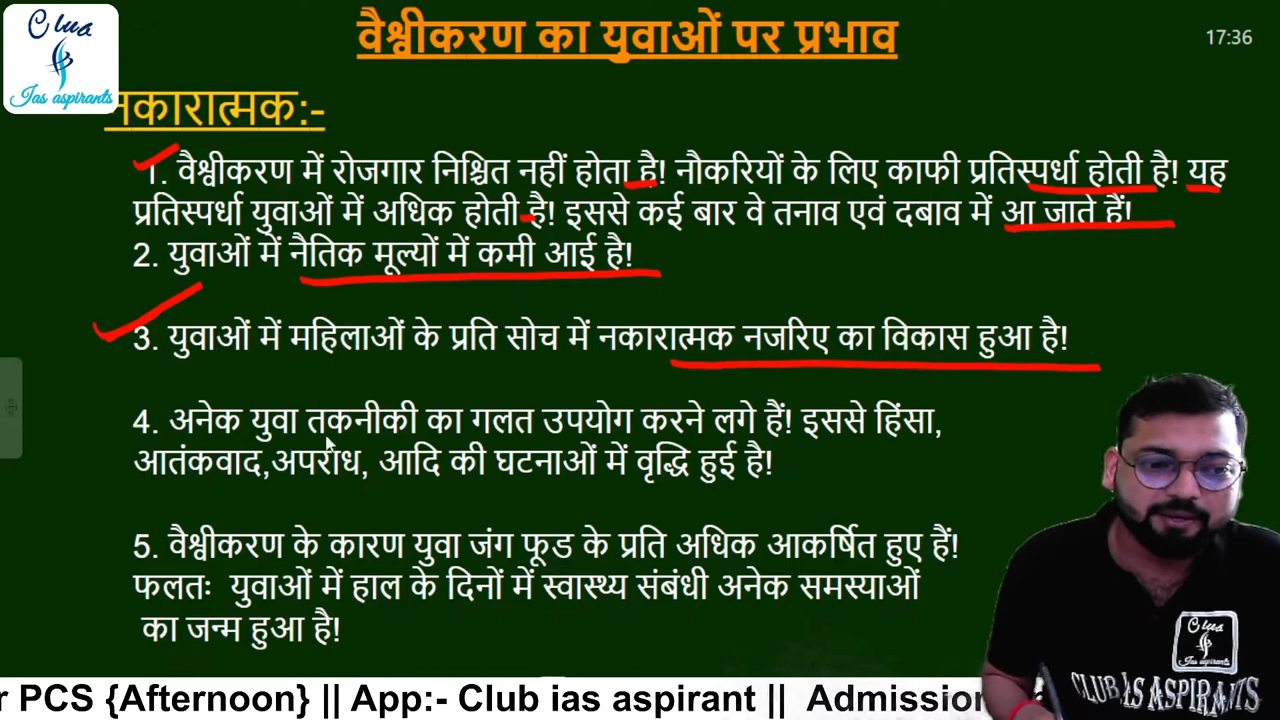 Club
Ias aspirants
वैश्वीकरण का युवाओं पर प्रभाव
17:36
नकारात्मक:-
1. वैश्वीकरण में रोजगार निश्चित नहीं होता है! नौकरियों के लिए काफी प्रतिस्पर्धा होती है! यह
प्रतिस्पर्धा युवाओं में अधिक होती है! इससे कई बार वे तनाव एवं दबाव में आ जाते हैं!
2. युवाओं में नैतिक मूल्यों में कमी आई है!
3. युवाओं में महिलाओं के प्रति सोच में नकारात्मक नजरिए का विकास हुआ है!
4. अनेक युवा तकनीकी का गलत उपयोग करने लगे हैं! इससे हिंसा,
आतंकवाद,अपराध, आदि की घटनाओं में वृद्धि हुई है!
5. वैश्वीकरण के कारण युवा जंग फूड के प्रति अधिक आकर्षित हुए हैं!
फलतः युवाओं में हाल के दिनों में स्वास्थ्य संबंधी अनेक समस्याओं
का जन्म हुआ है!
Club
Ias aspirants
CLUB IAS ASPIRANTS
r PCS {Afternoon} || App:- Club ias aspirant || Admission